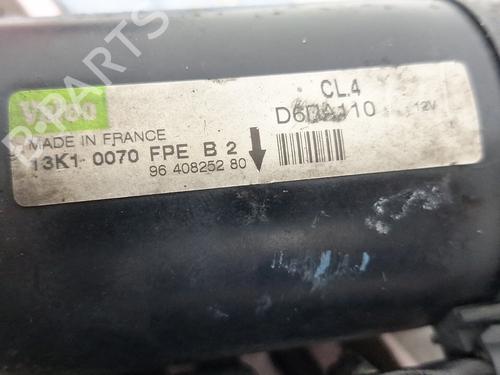 Valeo
CL.4
D6RA110 12V
MADE IN FRANCE
13K1 0070 FPE B 2
96 408252 80
PARTS